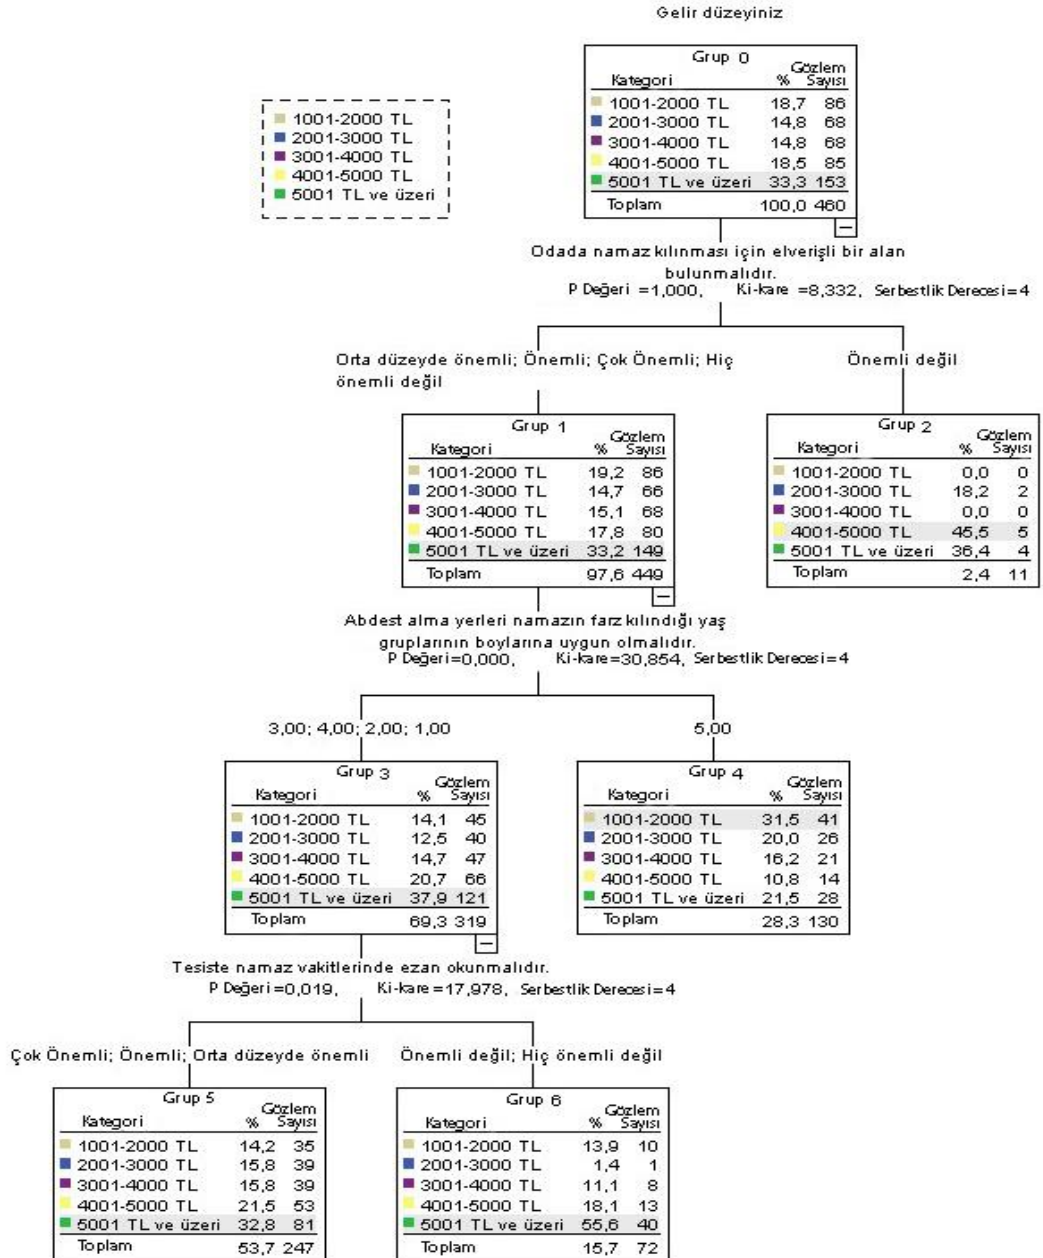 Gelir düzeyiniz
Grup 0
Kategori % Gözlem Sayısı
1001-2000 TL 18,7 86
2001-3000 TL 14,8 68
3001-4000 TL 14,8 68
4001-5000 TL 18,5 85
5001 TL ve üzeri 33,3 153
Toplam 100,0 460
1001-2000 TL
2001-3000 TL
3001-4000 TL
4001-5000 TL
5001 TL ve üzeri
Odada namaz kılınması için elverişli bir alan
bulunmalıdır.
P Değeri =1,000, Ki-kare =8,332, Serbestlik Derecesi=4
Orta düzeyde önemli; Önemli; Çok Önemli; Hiç
önemli değil
Önemli değil
Grup 1
Kategori % Gözlem Sayısı
1001-2000 TL 19,2 86
2001-3000 TL 14,7 66
3001-4000 TL 15,1 68
4001-5000 TL 17,8 80
5001 TL ve üzeri 33,2 149
Toplam 97,6 449
Grup 2
Kategori % Gözlem Sayısı
1001-2000 TL 0,0 0
2001-3000 TL 18,2 2
3001-4000 TL 0,0 0
4001-5000 TL 45,5 5
5001 TL ve üzeri 36,4 4
Toplam 2,4 11
Abdest alma yerleri namazın farz kılındığı yaş
gruplarının boylarına uygun olmalıdır.
P Değeri=0,000, Ki-kare=30,854, Serbestlik Derecesi=4
3,00; 4,00; 2,00; 1,00
5,00
Grup 3
Kategori % Gözlem Sayısı
1001-2000 TL 14,1 45
2001-3000 TL 12,5 40
3001-4000 TL 14,7 47
4001-5000 TL 20,7 66
5001 TL ve üzeri 37,9 121
Toplam 69,3 319
Grup 4
Kategori % Gözlem Sayısı
1001-2000 TL 31,5 41
2001-3000 TL 20,0 26
3001-4000 TL 16,2 21
4001-5000 TL 10,8 14
5001 TL ve üzeri 21,5 28
Toplam 28,3 130
Tesiste namaz vakitlerinde ezan okunmalıdır.
P Değeri=0,019, Ki-kare=17,978, Serbestlik Derecesi=4
Çok Önemli; Önemli; Orta düzeyde önemli
Önemli değil; Hiç önemli değil
Grup 5
Kategori % Gözlem Sayısı
1001-2000 TL 14,2 35
2001-3000 TL 15,8 39
3001-4000 TL 15,8 39
4001-5000 TL 21,5 53
5001 TL ve üzeri 32,8 81
Toplam 53,7 247
Grup 6
Kategori % Gözlem Sayısı
1001-2000 TL 13,9 10
2001-3000 TL 1,4 1
3001-4000 TL 11,1 8
4001-5000 TL 18,1 13
5001 TL ve üzeri 55,6 40
Toplam 15,7 72